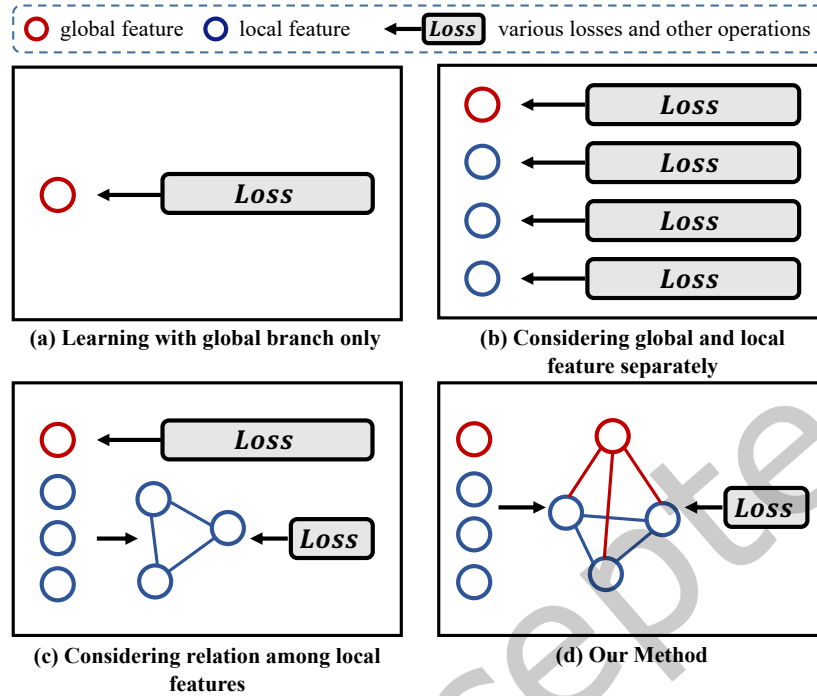 global feature local feature Loss various losses and other operations
Loss
Loss
Loss
Loss
Loss
(a) Learning with global branch only
(b) Considering global and local
feature separately
Loss
Loss
Loss
(c) Considering relation among local
features
(d) Our Method